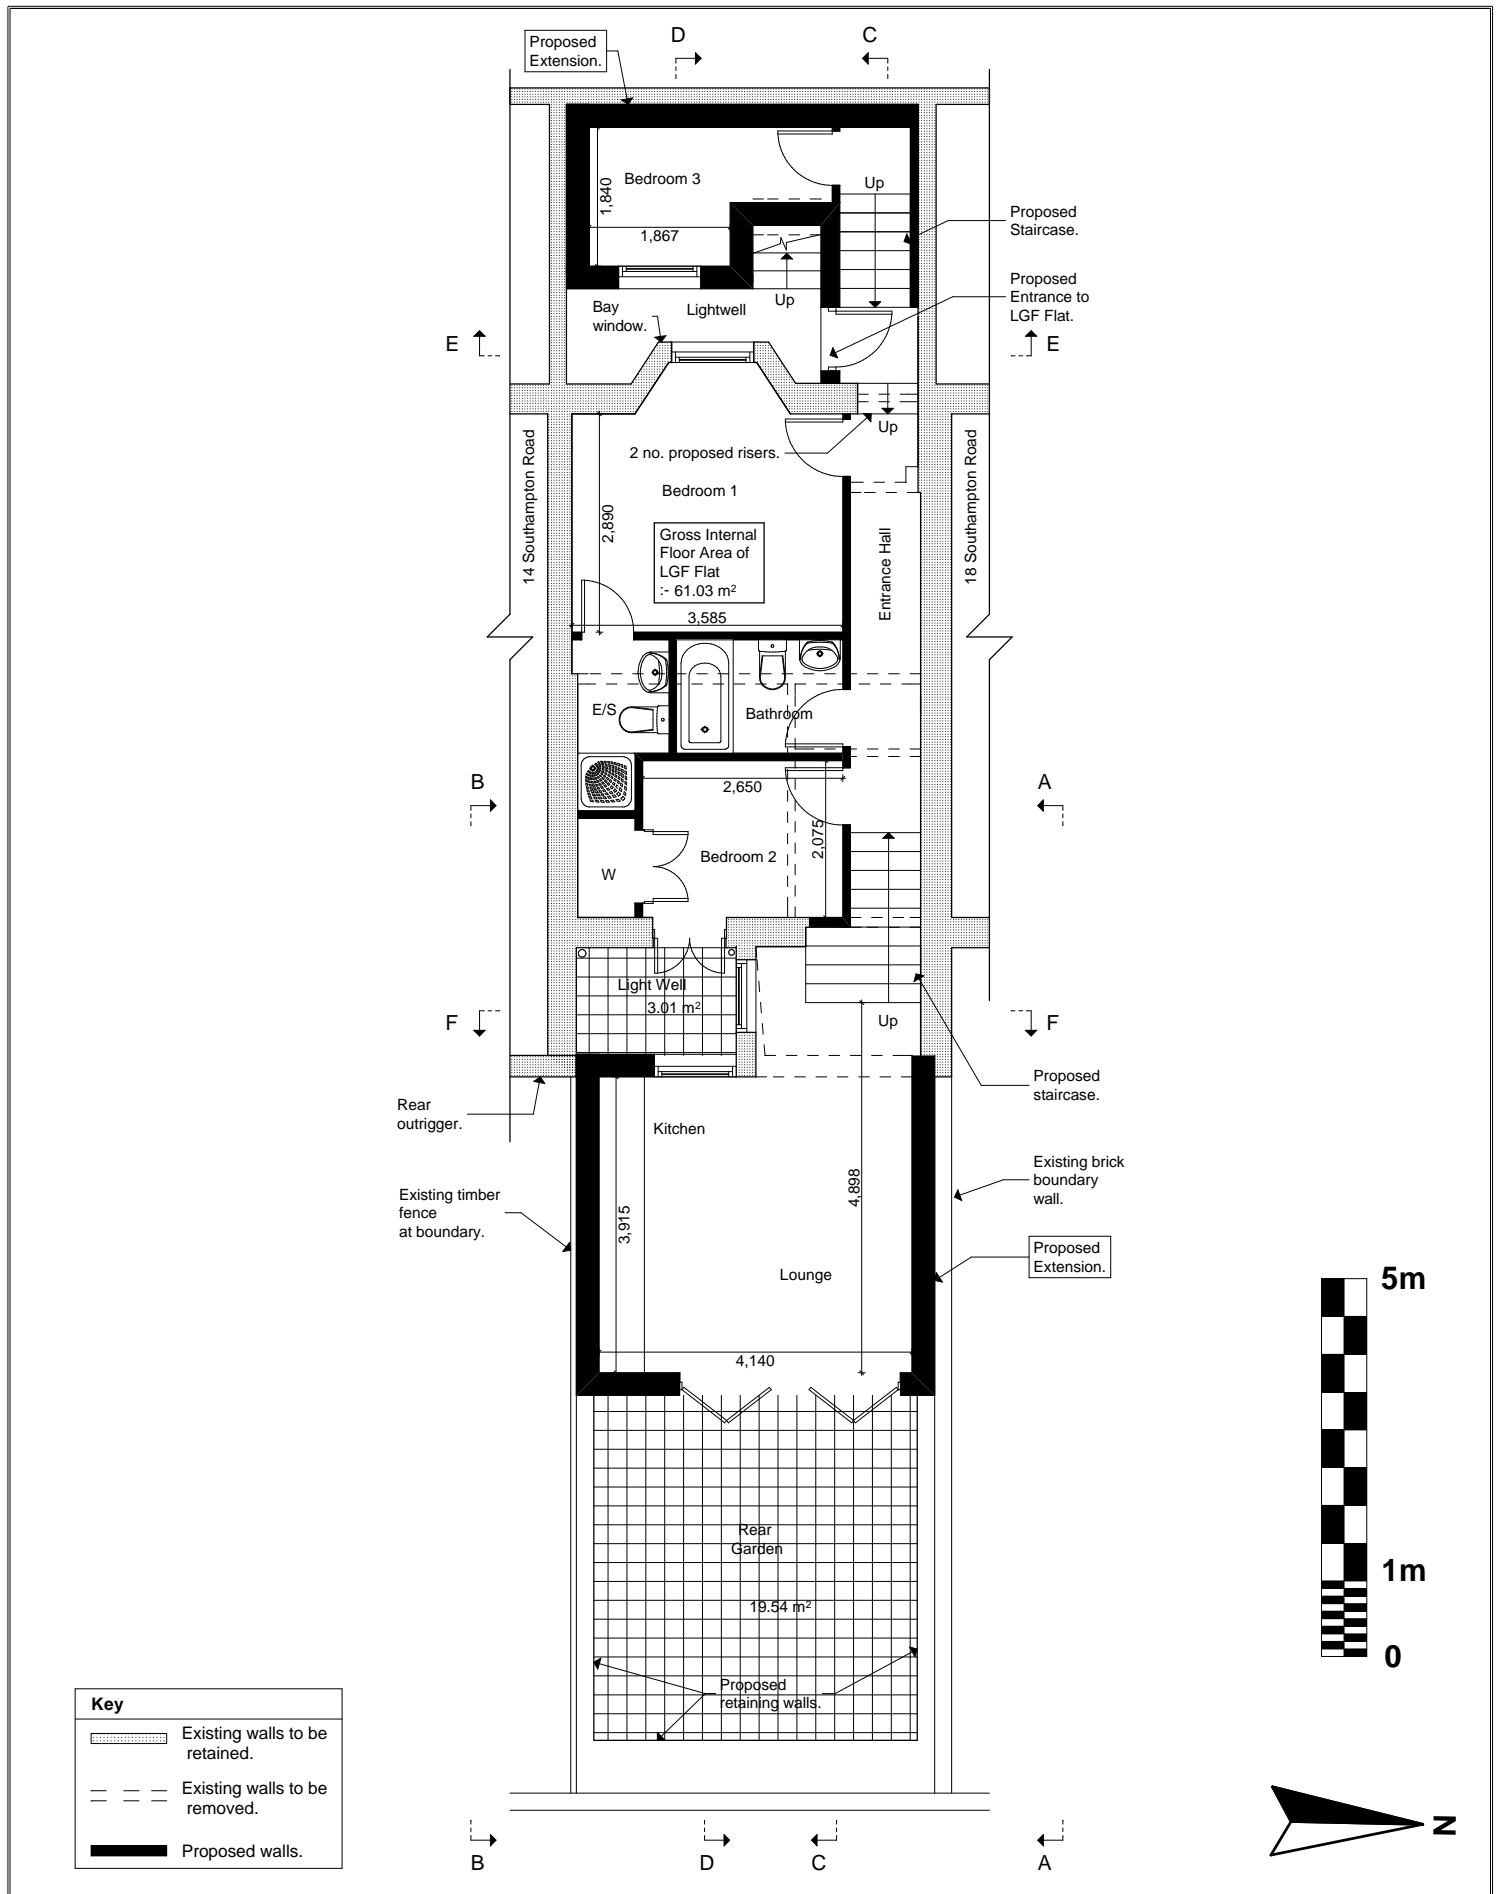 D
C
Proposed
Extension.
Bedroom 3
1,840
1,867
Up
Proposed
Staircase.
Proposed
Entrance to
LGF Flat.
Up
Bay
window.
Lightwell
E
E
Up
2 no. proposed risers.
14 Southampton Road
18 Southampton Road
Bedroom 1
2,890
Gross Internal
Floor Area of
LGF Flat
:- 61.03 m²
Entrance Hall
3,585
E/S
Bathroom
B
A
2,650
2,075
Bedroom 2
W
Light Well
3.01 m²
F
F
Up
Proposed
staircase.
Rear
outrigger.
Kitchen
Existing brick
boundary
wall.
Existing timber
fence
at boundary.
4,898
3,915
Proposed
Extension.
Lounge
4,140
5m
1m
0
Rear
Garden
19.54 m²
Proposed
retaining walls.
Key
Existing walls to be
retained.
Existing walls to be
removed.
Proposed walls.
N
B
D
C
A